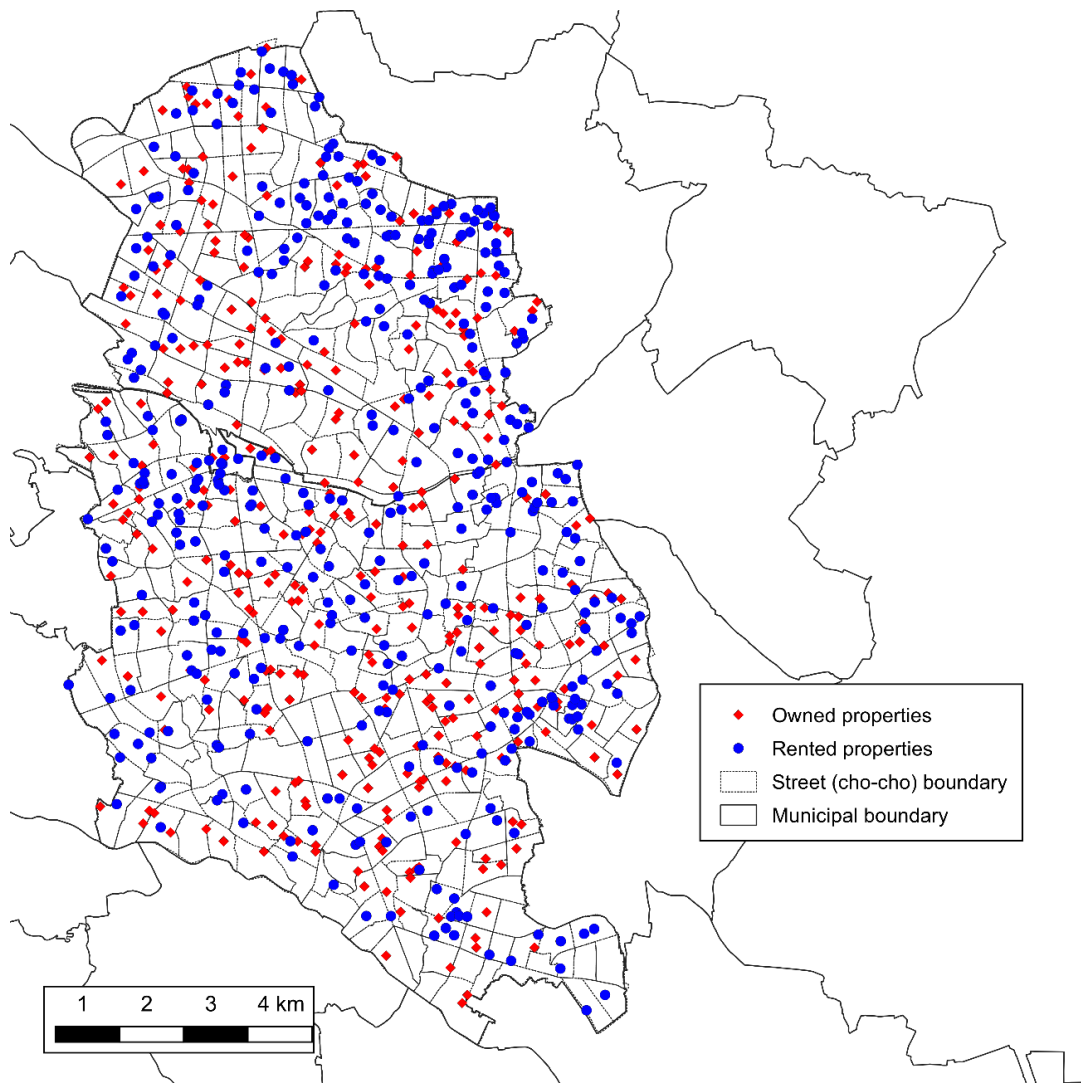 Owned properties
Rented properties
Street (cho-cho) boundary
Municipal boundary
1 2 3 4 km